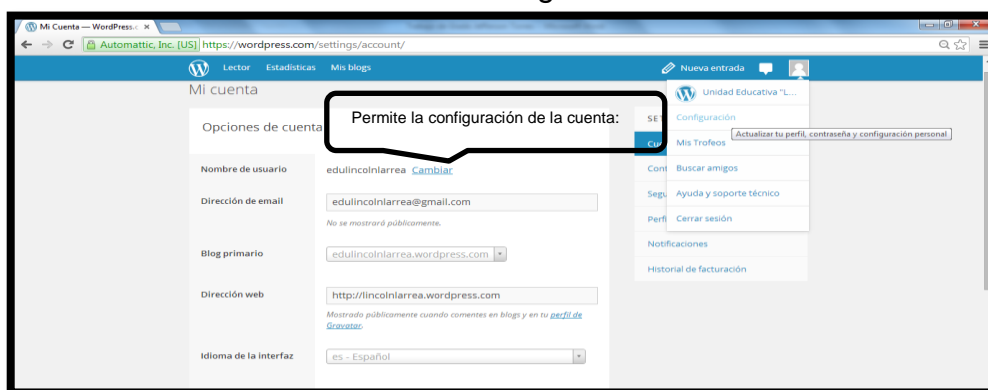 Mi Cuenta — WordPress.c
Automattic, Inc. [US] https://wordpress.com/settings/account/
Lector Estadísticas Mis blogs Nueva entrada
Mi cuenta
Unidad Educativa "L...
Opciones de cuenta
Permite la configuración de la cuenta:
Configuración
Actualizar tu perfil, contraseña y configuración personal
Mis Trofeos
Nombre de usuario edulincolnlarrea Cambiar
Buscar amigos
Dirección de email edulincolnlarrea@gmail.com
Ayuda y soporte técnico
No se mostrará públicamente.
Cerrar sesión
Notificaciones
Blog primario edulincolnlarrea.wordpress.com
Historial de facturación
Dirección web http://lincolnlarrea.wordpress.com
Mostrado públicamente cuando comentes en blogs y en tu perfil de
Gravatar.
Idioma de la interfaz es - Español